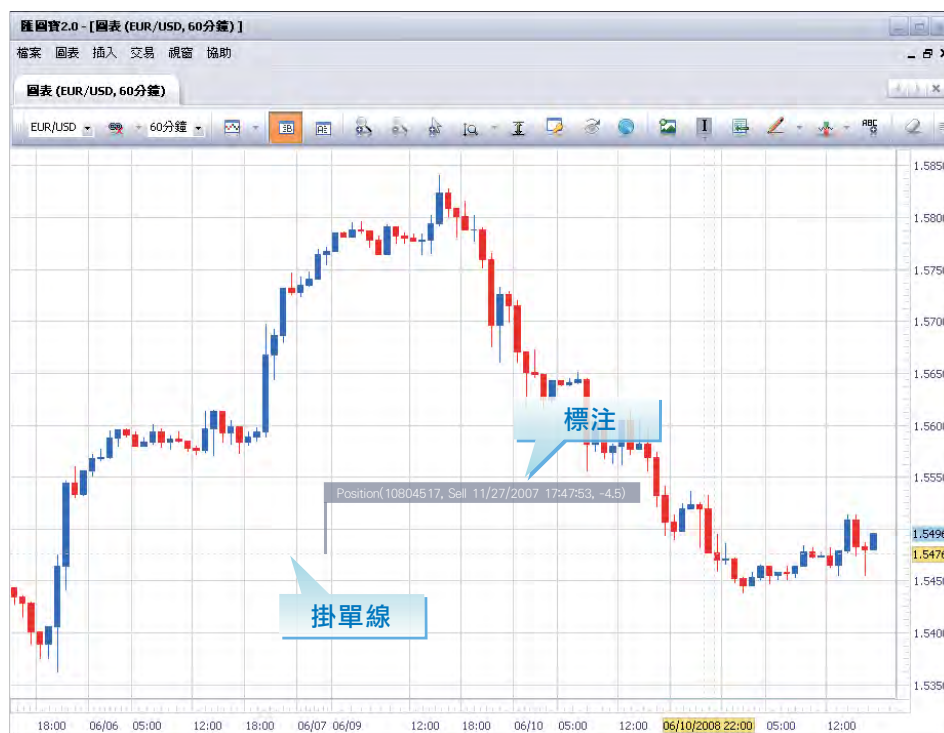 匯圖寶2.0 - [圖表 (EUR/USD, 60分鐘) ]
檔案 圖表 插入 交易 視窗 協助
圖表 (EUR/USD, 60分鐘)
EUR/USD 60分鐘
ABC
1.5850
1.5800
1.5750
1.5700
1.5650
1.5600
標注
1.5550
Position(10804517, Sell 11/27/2007 17:47:53, -4.5)
1.5496
1.5476
1.5450
掛單線
1.5400
1.5350
18:00 06/06 05:00 12:00 18:00 06/07 06/09 12:00 18:00 06/10 05:00 12:00 06/10/2008 22:00 05:00 12:00